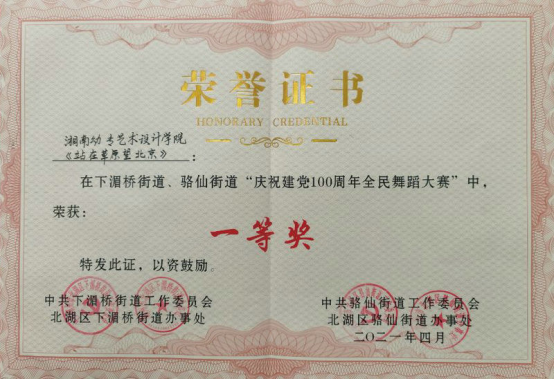 荣誉证书
HONORARY CREDENTIAL
湘南幼专艺术设计学院
《站在草原望北京》:
在下湄桥街道、骆仙街道“庆祝建党100周年全民舞蹈大赛”中,
荣获:
一等奖
特发此证,以资鼓励。
中共下湄桥街道工作委员会 中共骆仙街道工作委员会
北湖区下湄桥街道办事处 北湖区骆仙街道办事处
二〇二一年四月